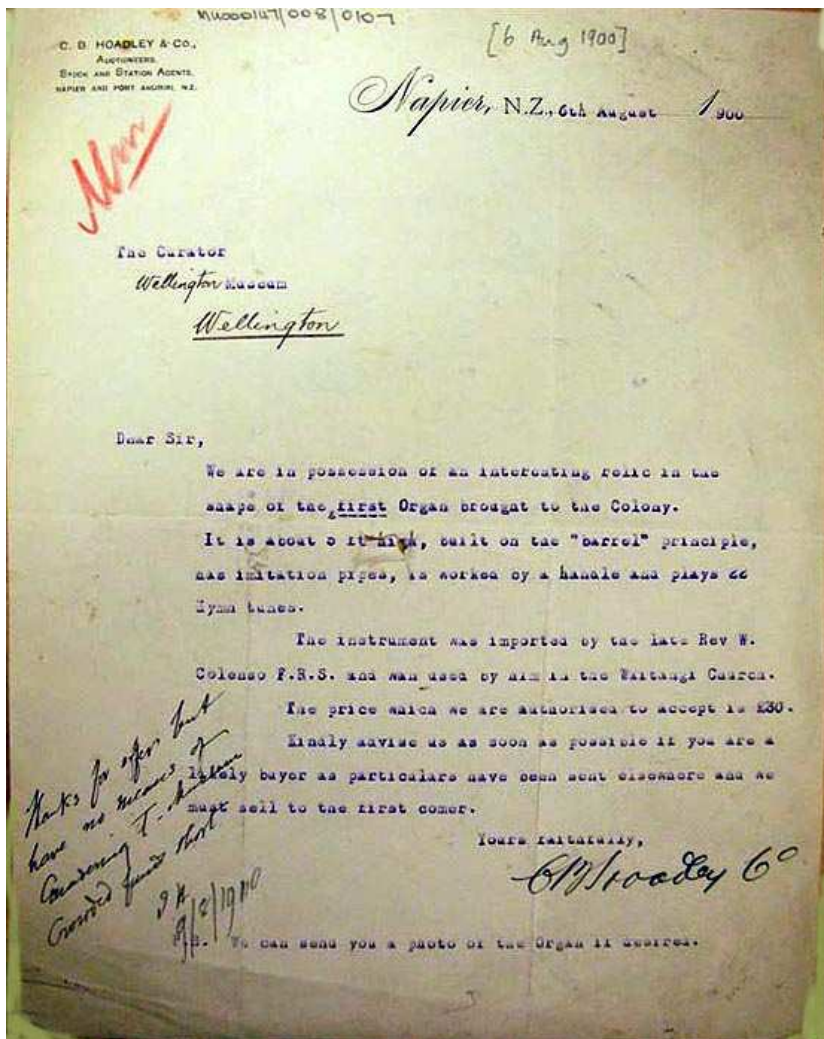 MU000147/008/0107
[6 Aug 1900]
C. B. HOADLEY & CO.,
AUCTIONEERS,
STOCK AND STATION AGENTS,
NAPIER AND PORT AHURIRI, N.Z.
Napier, N.Z., 6th August 1900
The Curator
Wellington Museum
Wellington
Dear Sir,
We are in possession of an interesting relic in the
shape of the first Organ brought to the Colony.
It is about 5 ft high, built on the "barrel" principle,
has imitation pipes, is worked by a handle and plays 22
Hymn tunes.
The instrument was imported by the late Rev W.
Colenso F.R.S. and was used by him in the Waitangi Church.
The price which we are authorised to accept is £30.
Kindly advise us as soon as possible if you are a
likely buyer as particulars have been sent elsewhere and we
must sell to the first comer.
Yours faithfully,
CB Hoadley Co
Thanks for offer but
have no means of
considering it
crowded funds short
9/8/1900
P.S. We can send you a photo of the Organ if desired.